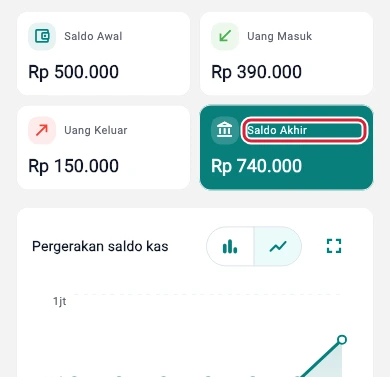 Saldo Awal
Rp 500.000
Uang Masuk
Rp 390.000
Uang Keluar
Rp 150.000
Saldo Akhir
Rp 740.000
Pergerakan saldo kas
1jt